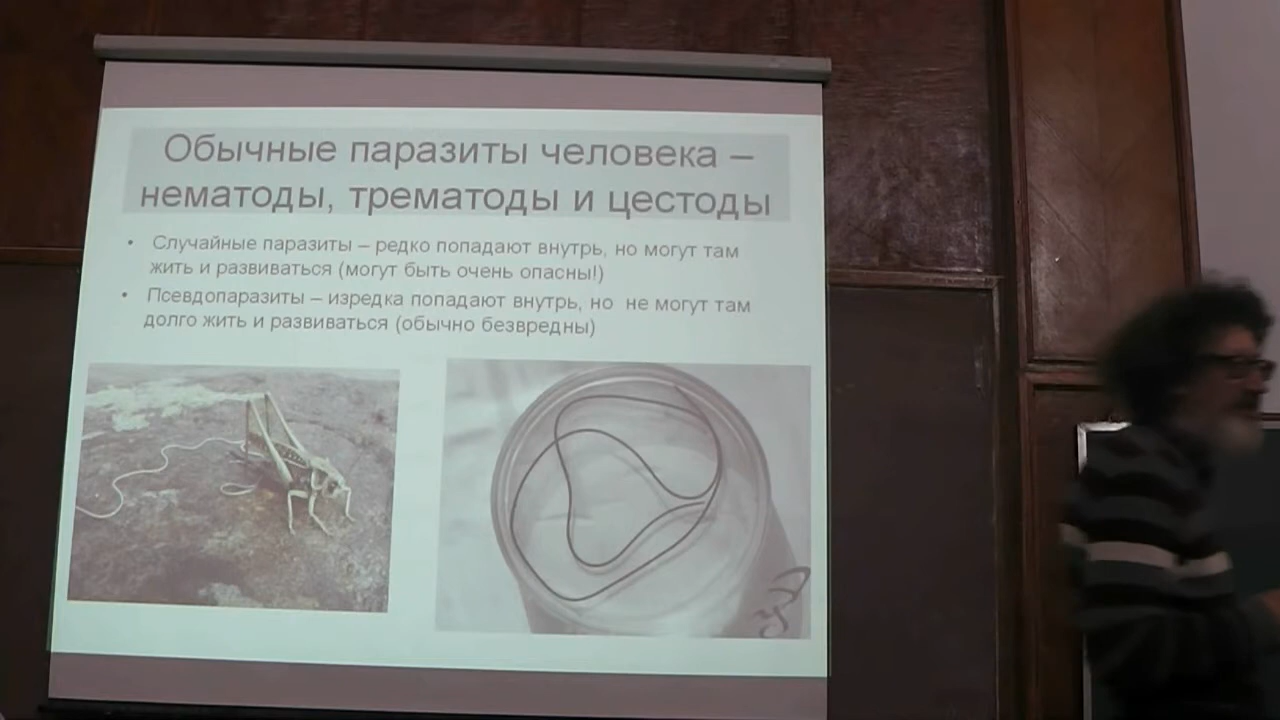 Обычные паразиты человека –
нематоды, трематоды и цестоды
• Случайные паразиты – редко попадают внутрь, но могут там
жить и развиваться (могут быть очень опасны!)
• Псевдопаразиты – изредка попадают внутрь, но не могут там
долго жить и развиваться (обычно безвредны)